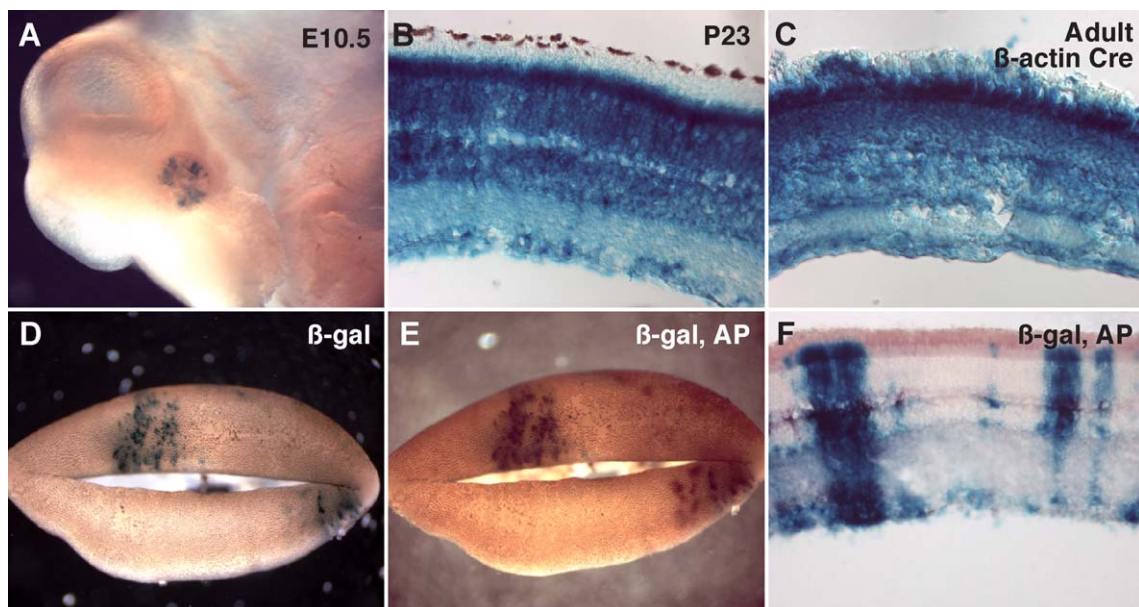 A
E10.5
B
P23
C
Adult
ß-actin Cre
D
ß-gal
E
ß-gal, AP
F
ß-gal, AP